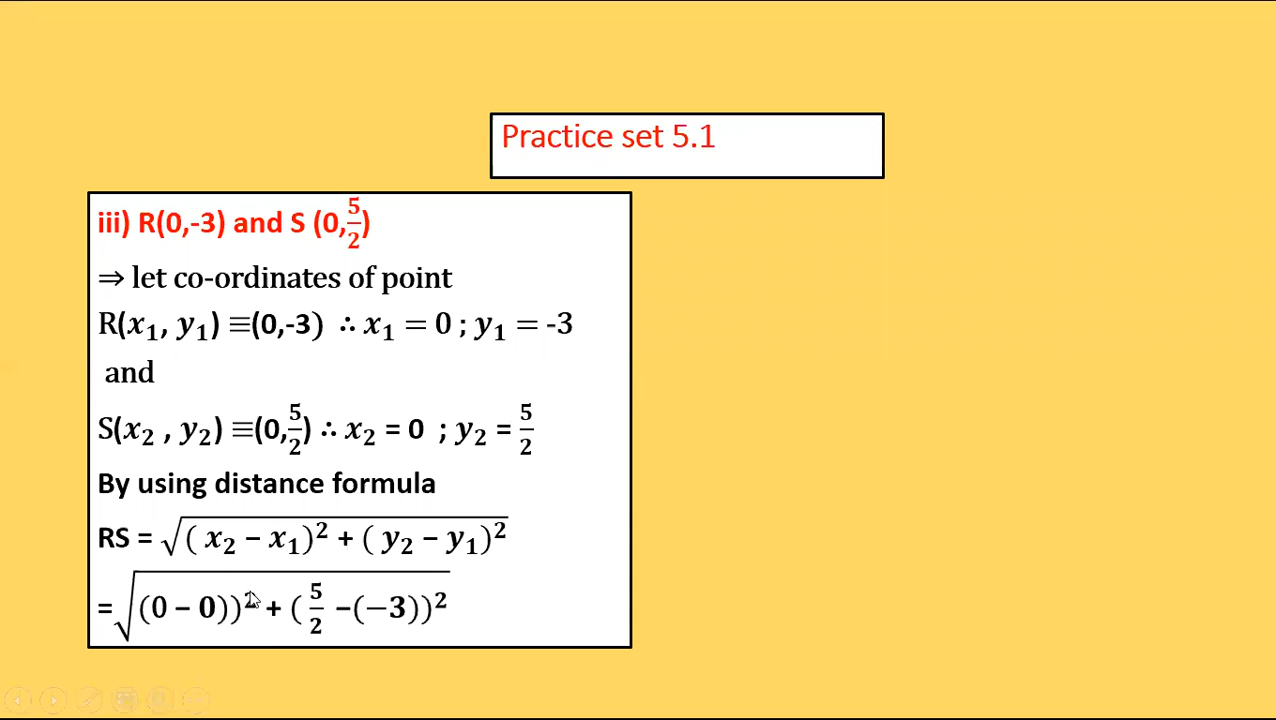 Practice set 5.1
iii) R(0,-3) and S (0,5/2)
⇒ let co-ordinates of point
R(x₁, y₁) ≡(0,-3) ∴ x₁ = 0 ; y₁ = -3
and
S(x₂ , y₂) ≡(0,5/2) ∴ x₂ = 0 ; y₂ = 5/2
By using distance formula
RS = √(( x₂ − x₁)² + ( y₂ − y₁)²)
= √((0 − 0))² + ( 5/2 −(−3))²